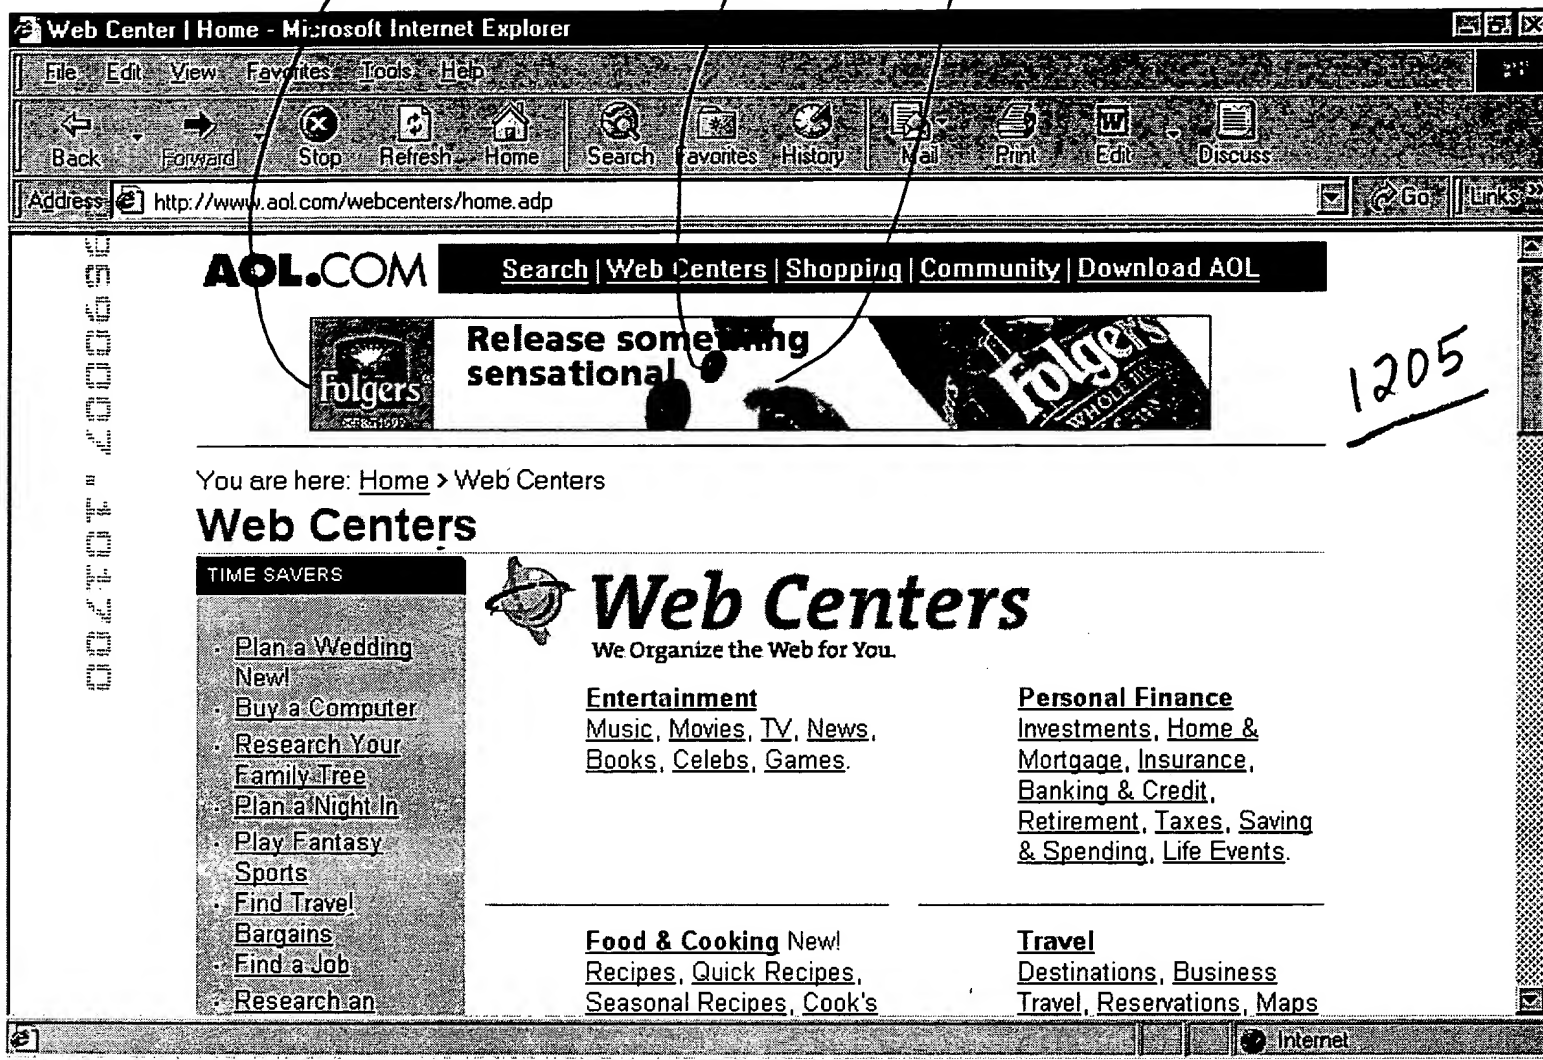 Web Center | Home - Microsoft Internet Explorer
File Edit View Favorites Tools Help
Back Forward Stop Refresh Home Search Favorites History Mail Print Edit Discuss
Address http://www.aol.com/webcenters/home.adp Go Links »
AOL.COM Search | Web Centers | Shopping | Community | Download AOL
Release something
sensational
Folgers
Folgers
WHOLE BEAN
1205
You are here: Home > Web Centers
Web Centers
TIME SAVERS
· Plan a Wedding
New!
· Buy a Computer
· Research Your
Family Tree
· Plan a Night In
· Play Fantasy
Sports
· Find Travel
Bargains
· Find a Job
· Research an
Web Centers
We Organize the Web for You.
Entertainment
Music, Movies, TV, News,
Books, Celebs, Games.
Personal Finance
Investments, Home &
Mortgage, Insurance,
Banking & Credit,
Retirement, Taxes, Saving
& Spending, Life Events.
Food & Cooking New!
Recipes, Quick Recipes,
Seasonal Recipes, Cook's
Travel
Destinations, Business
Travel, Reservations, Maps
Internet